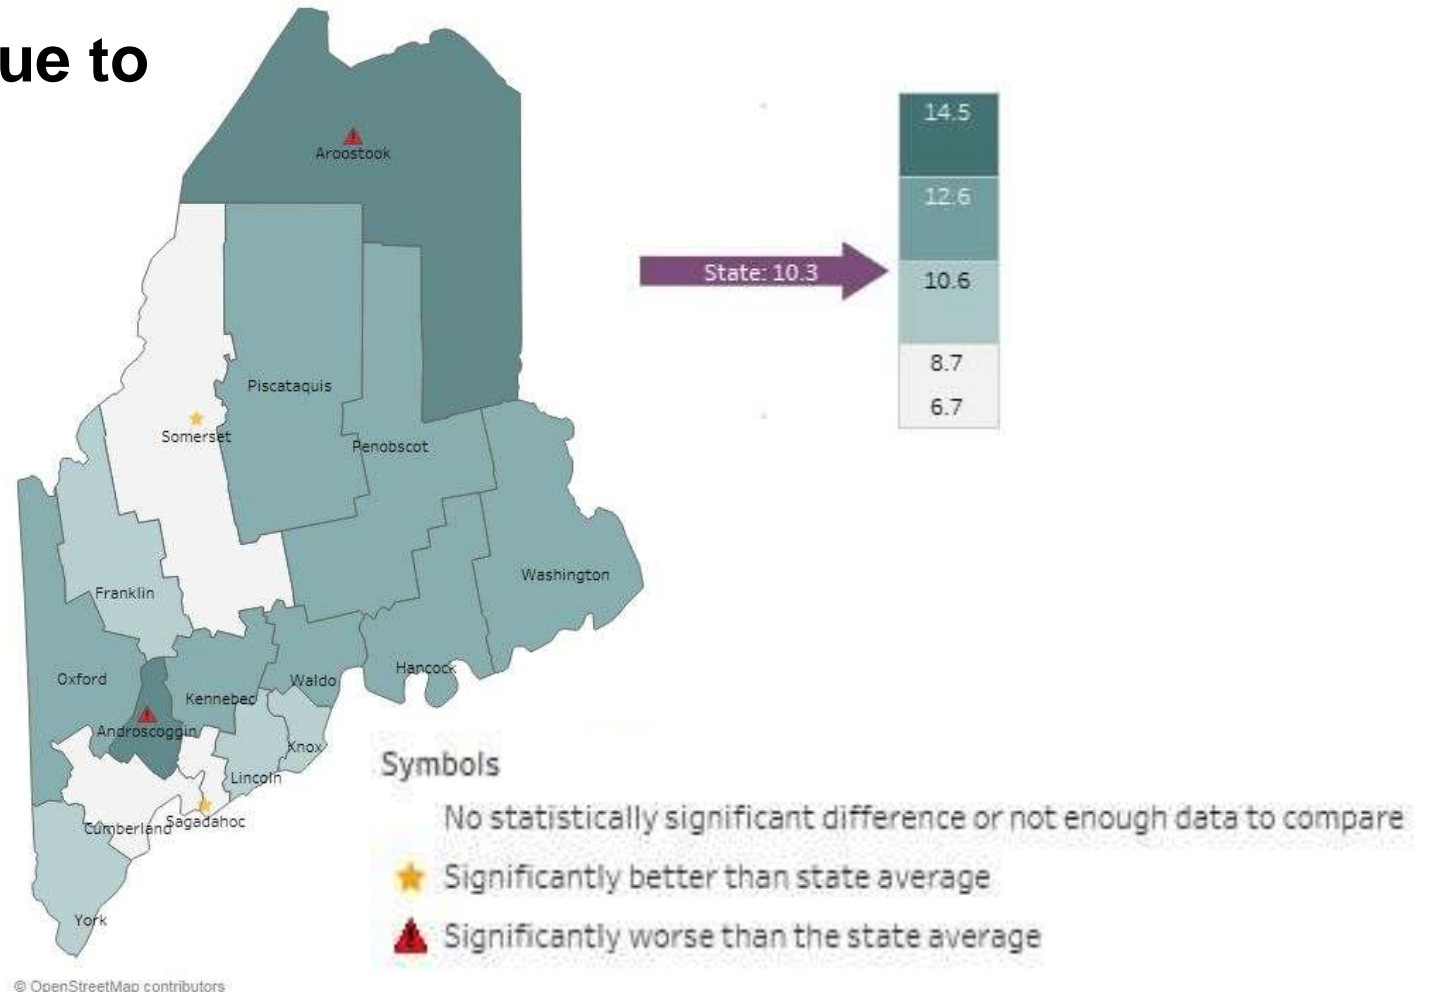 ue to
Aroostook
Piscataquis
Somerset
Penobscot
Washington
Franklin
Oxford
Hancock
Waldo
Kennebec
Androscoggin
Knox
Lincoln
Sagadahoc
Cumberland
York
State: 10.3
14.5
12.6
10.6
8.7
6.7
Symbols
No statistically significant difference or not enough data to compare
Significantly better than state average
Significantly worse than the state average
© OpenStreetMap contributors